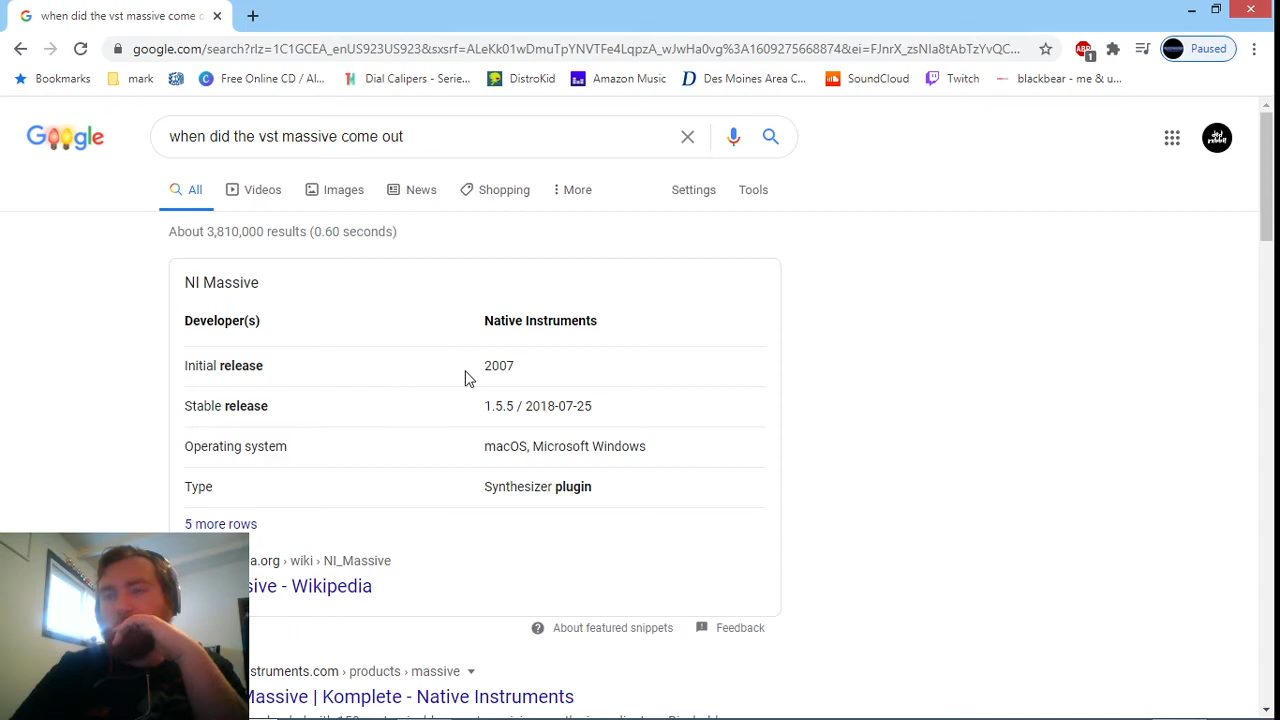 when did the vst massive come o
google.com/search?rlz=1C1GCEA_enUS923US923&sxsrf=ALeKk01wDmuTpYNVTFe4LqpzA_wJwHa0vg%3A1609275668874&ei=FJnrX_zsNIa8tAbTzYvQC...
1
Paused
Bookmarks
mark
Free Online CD / Al...
Dial Calipers - Serie...
DistroKid
Amazon Music
Des Moines Area C...
SoundCloud
Twitch
blackbear - me & u...
when did the vst massive come out
All
Videos
Images
News
Shopping
More
Settings
Tools
About 3,810,000 results (0.60 seconds)
NI Massive
Developer(s) Native Instruments
Initial release 2007
Stable release 1.5.5 / 2018-07-25
Operating system macOS, Microsoft Windows
Type Synthesizer plugin
5 more rows
a.org › wiki › NI_Massive
sive - Wikipedia
About featured snippets
Feedback
struments.com › products › massive
Massive | Komplete - Native Instruments